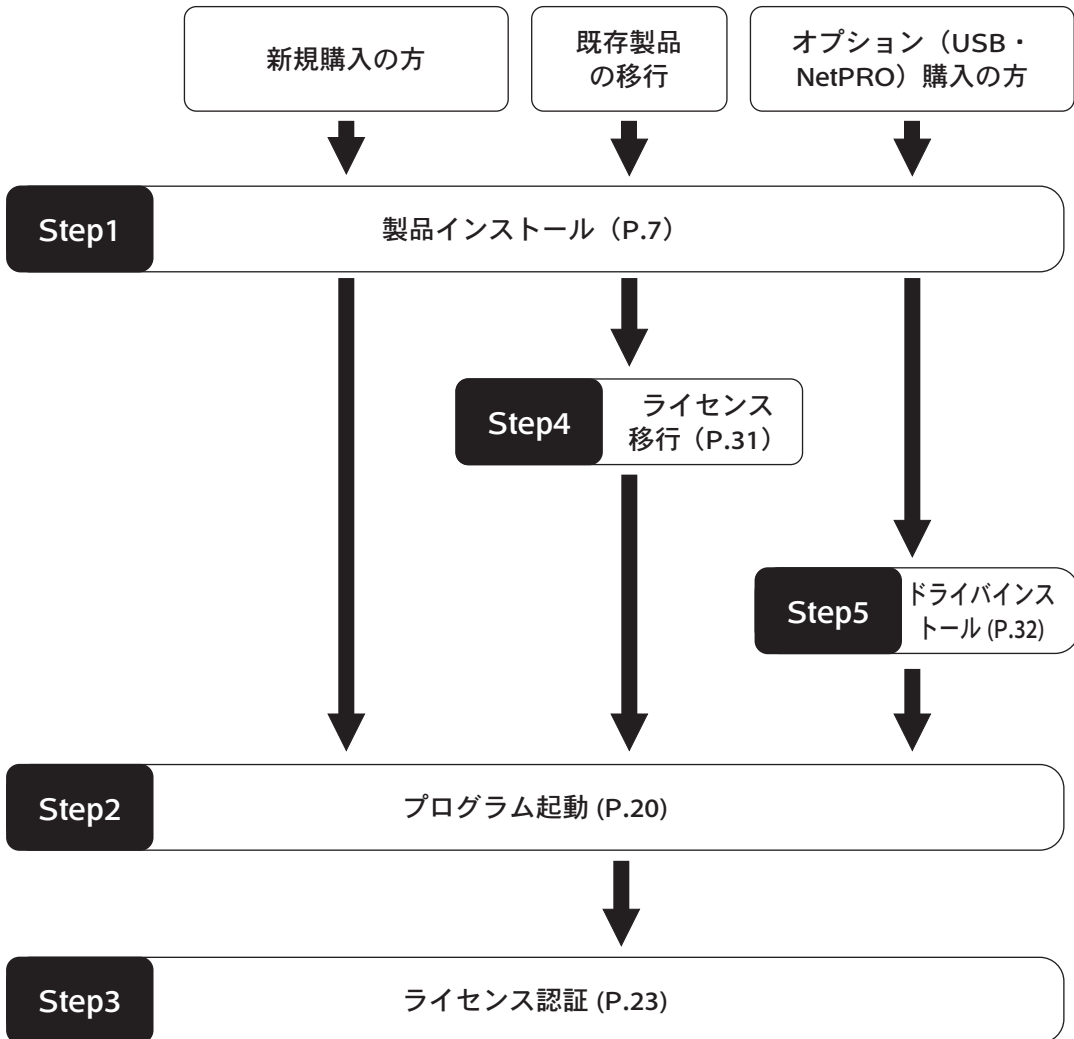 新規購入の方
既存製品
の移行
オプション（USB・
NetPRO）購入の方
Step1
製品インストール（P.7）
Step4
ライセンス
移行（P.31）
Step5
ドライバインス
トール (P.32)
Step2
プログラム起動 (P.20)
Step3
ライセンス認証 (P.23)